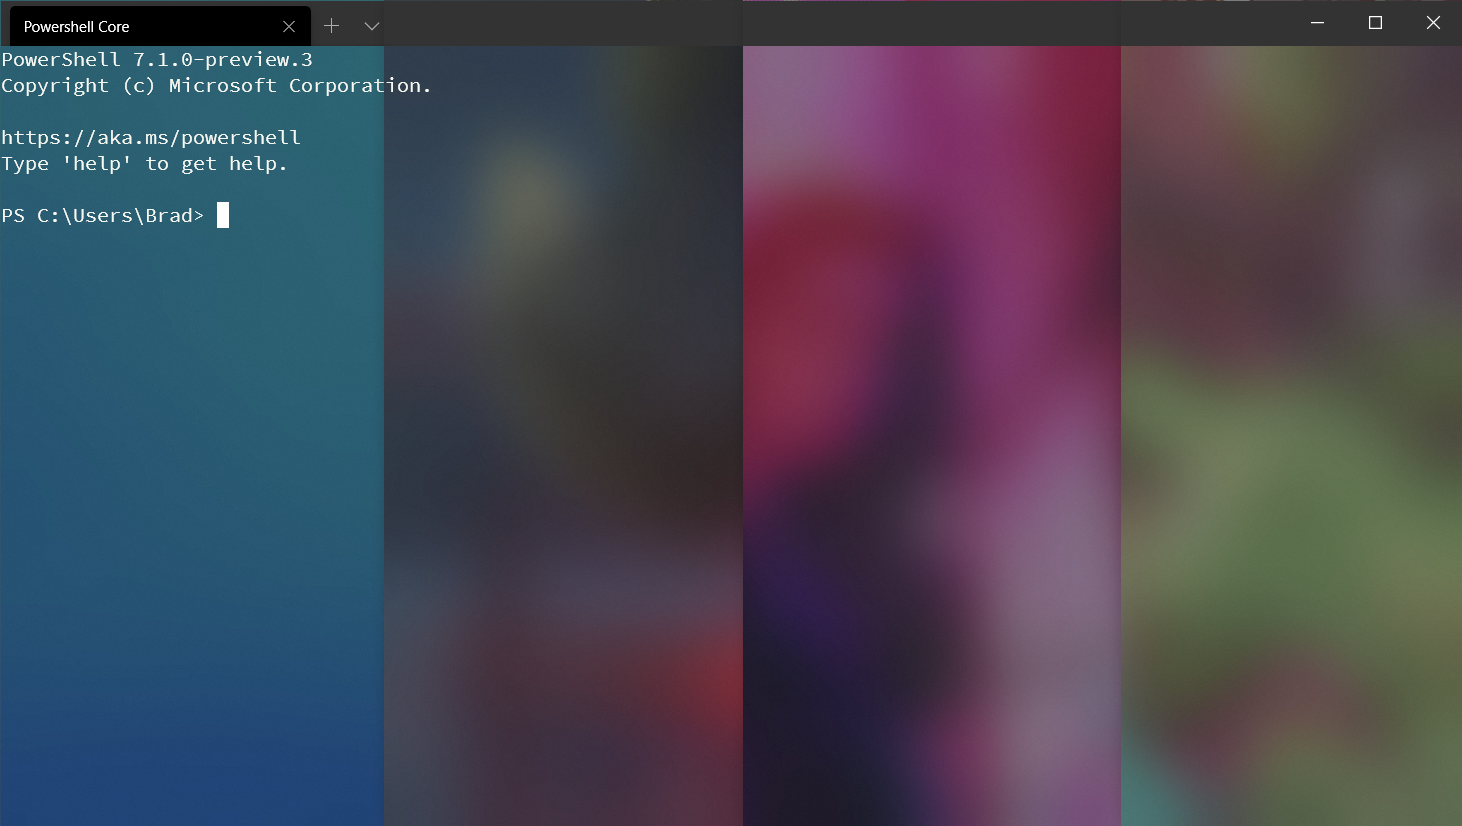 Powershell Core
PowerShell 7.1.0-preview.3
Copyright (c) Microsoft Corporation.
https://aka.ms/powershell
Type 'help' to get help.
PS C:\Users\Brad>